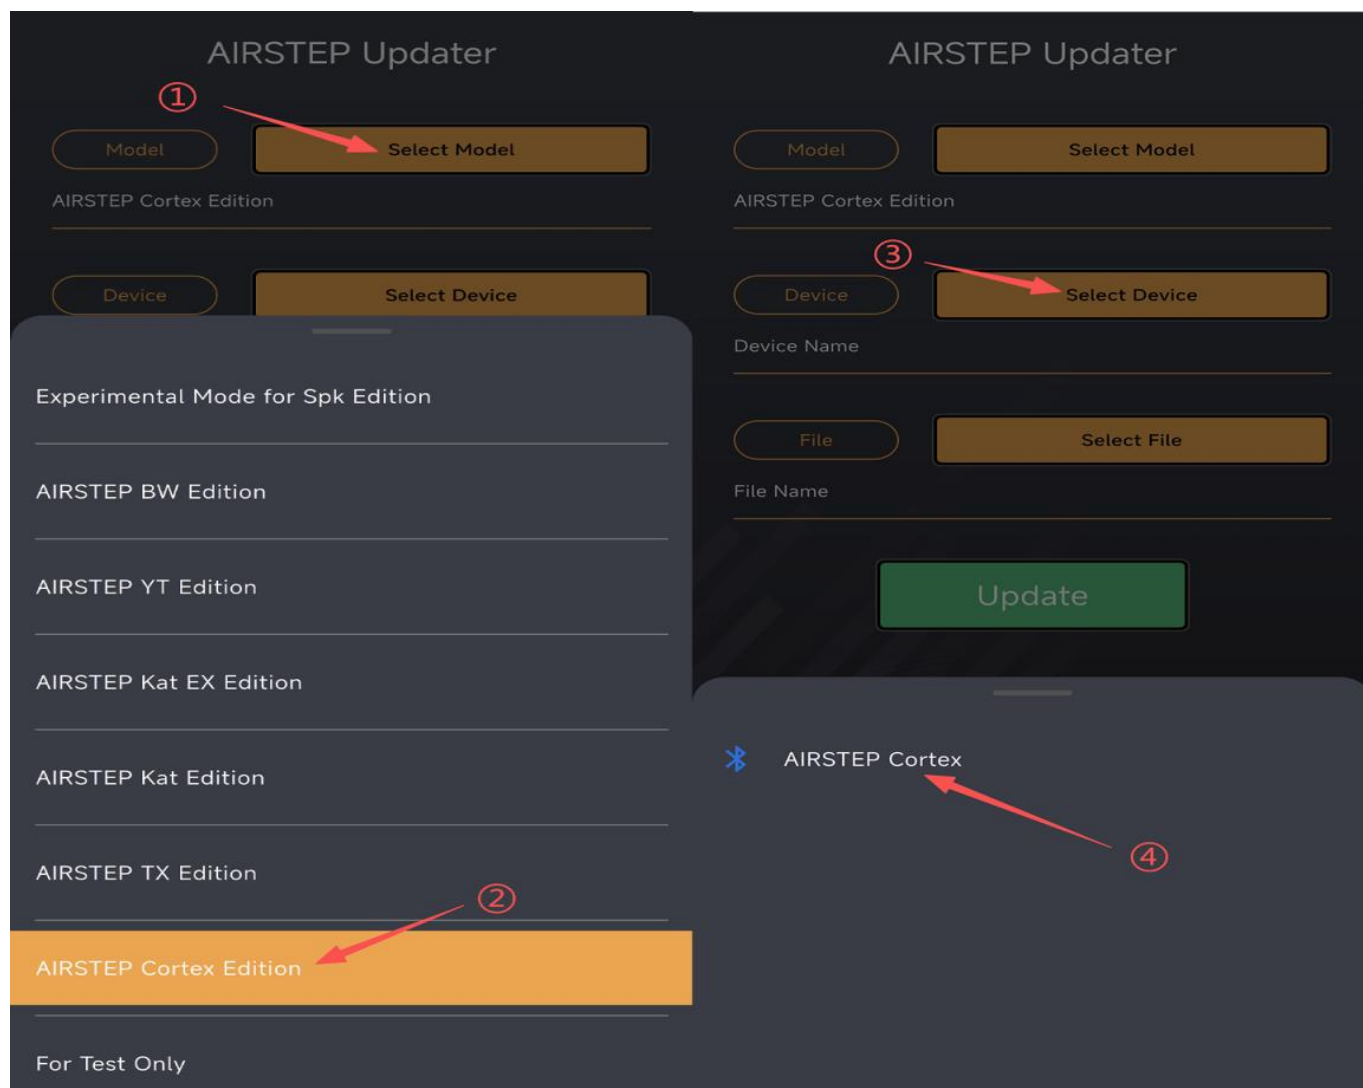 AIRSTEP Updater
①
Model
Select Model
AIRSTEP Cortex Edition
Device
Select Device
Experimental Mode for Spk Edition
AIRSTEP BW Edition
AIRSTEP YT Edition
AIRSTEP Kat EX Edition
AIRSTEP Kat Edition
AIRSTEP TX Edition
②
AIRSTEP Cortex Edition
For Test Only
AIRSTEP Updater
Model
Select Model
AIRSTEP Cortex Edition
③
Device
Select Device
Device Name
File
Select File
File Name
Update
AIRSTEP Cortex
④